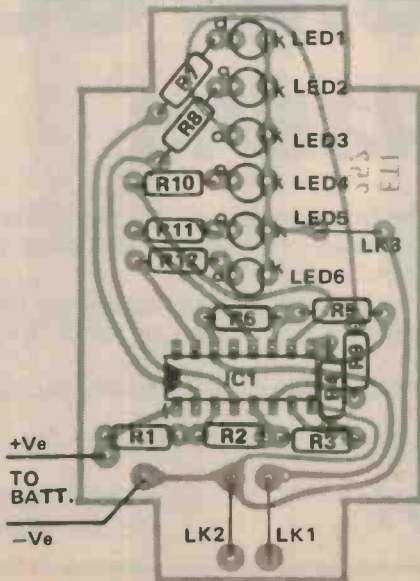 LED1
R7
LED2
R8
LED3
LED4
R10
LED5
R11
LK3
R12
LED6
R6
R5
R9
IC1
R4
R1
R2
R3
+Ve
TO
BATT.
-Ve
LK2
LK1
a
k
a
k
a
k
a
k
a
k
a
k